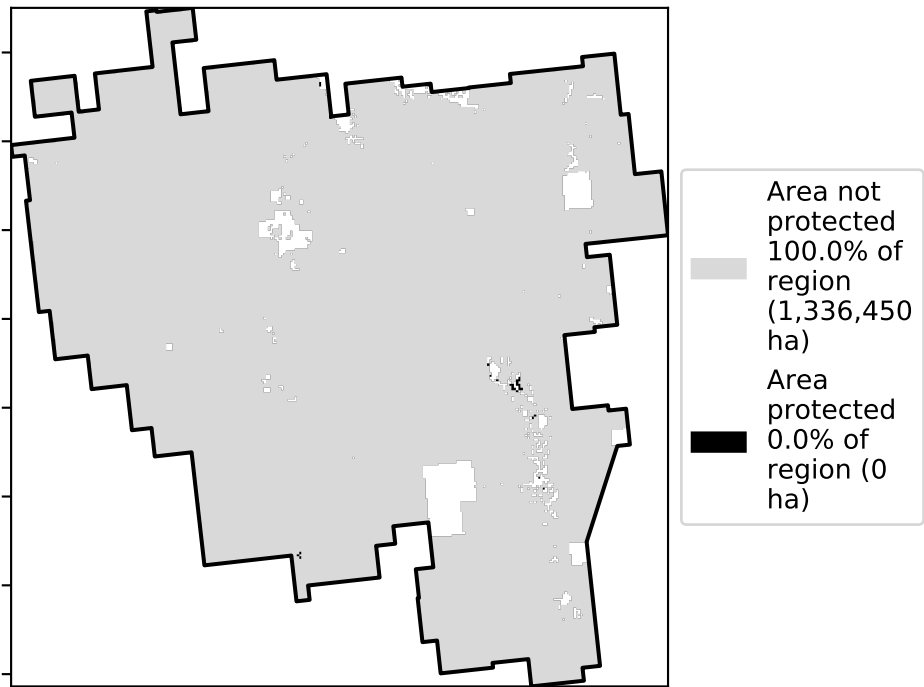 Area not
protected
100.0% of
region
(1,336,450
ha)
Area
protected
0.0% of
region (0
ha)